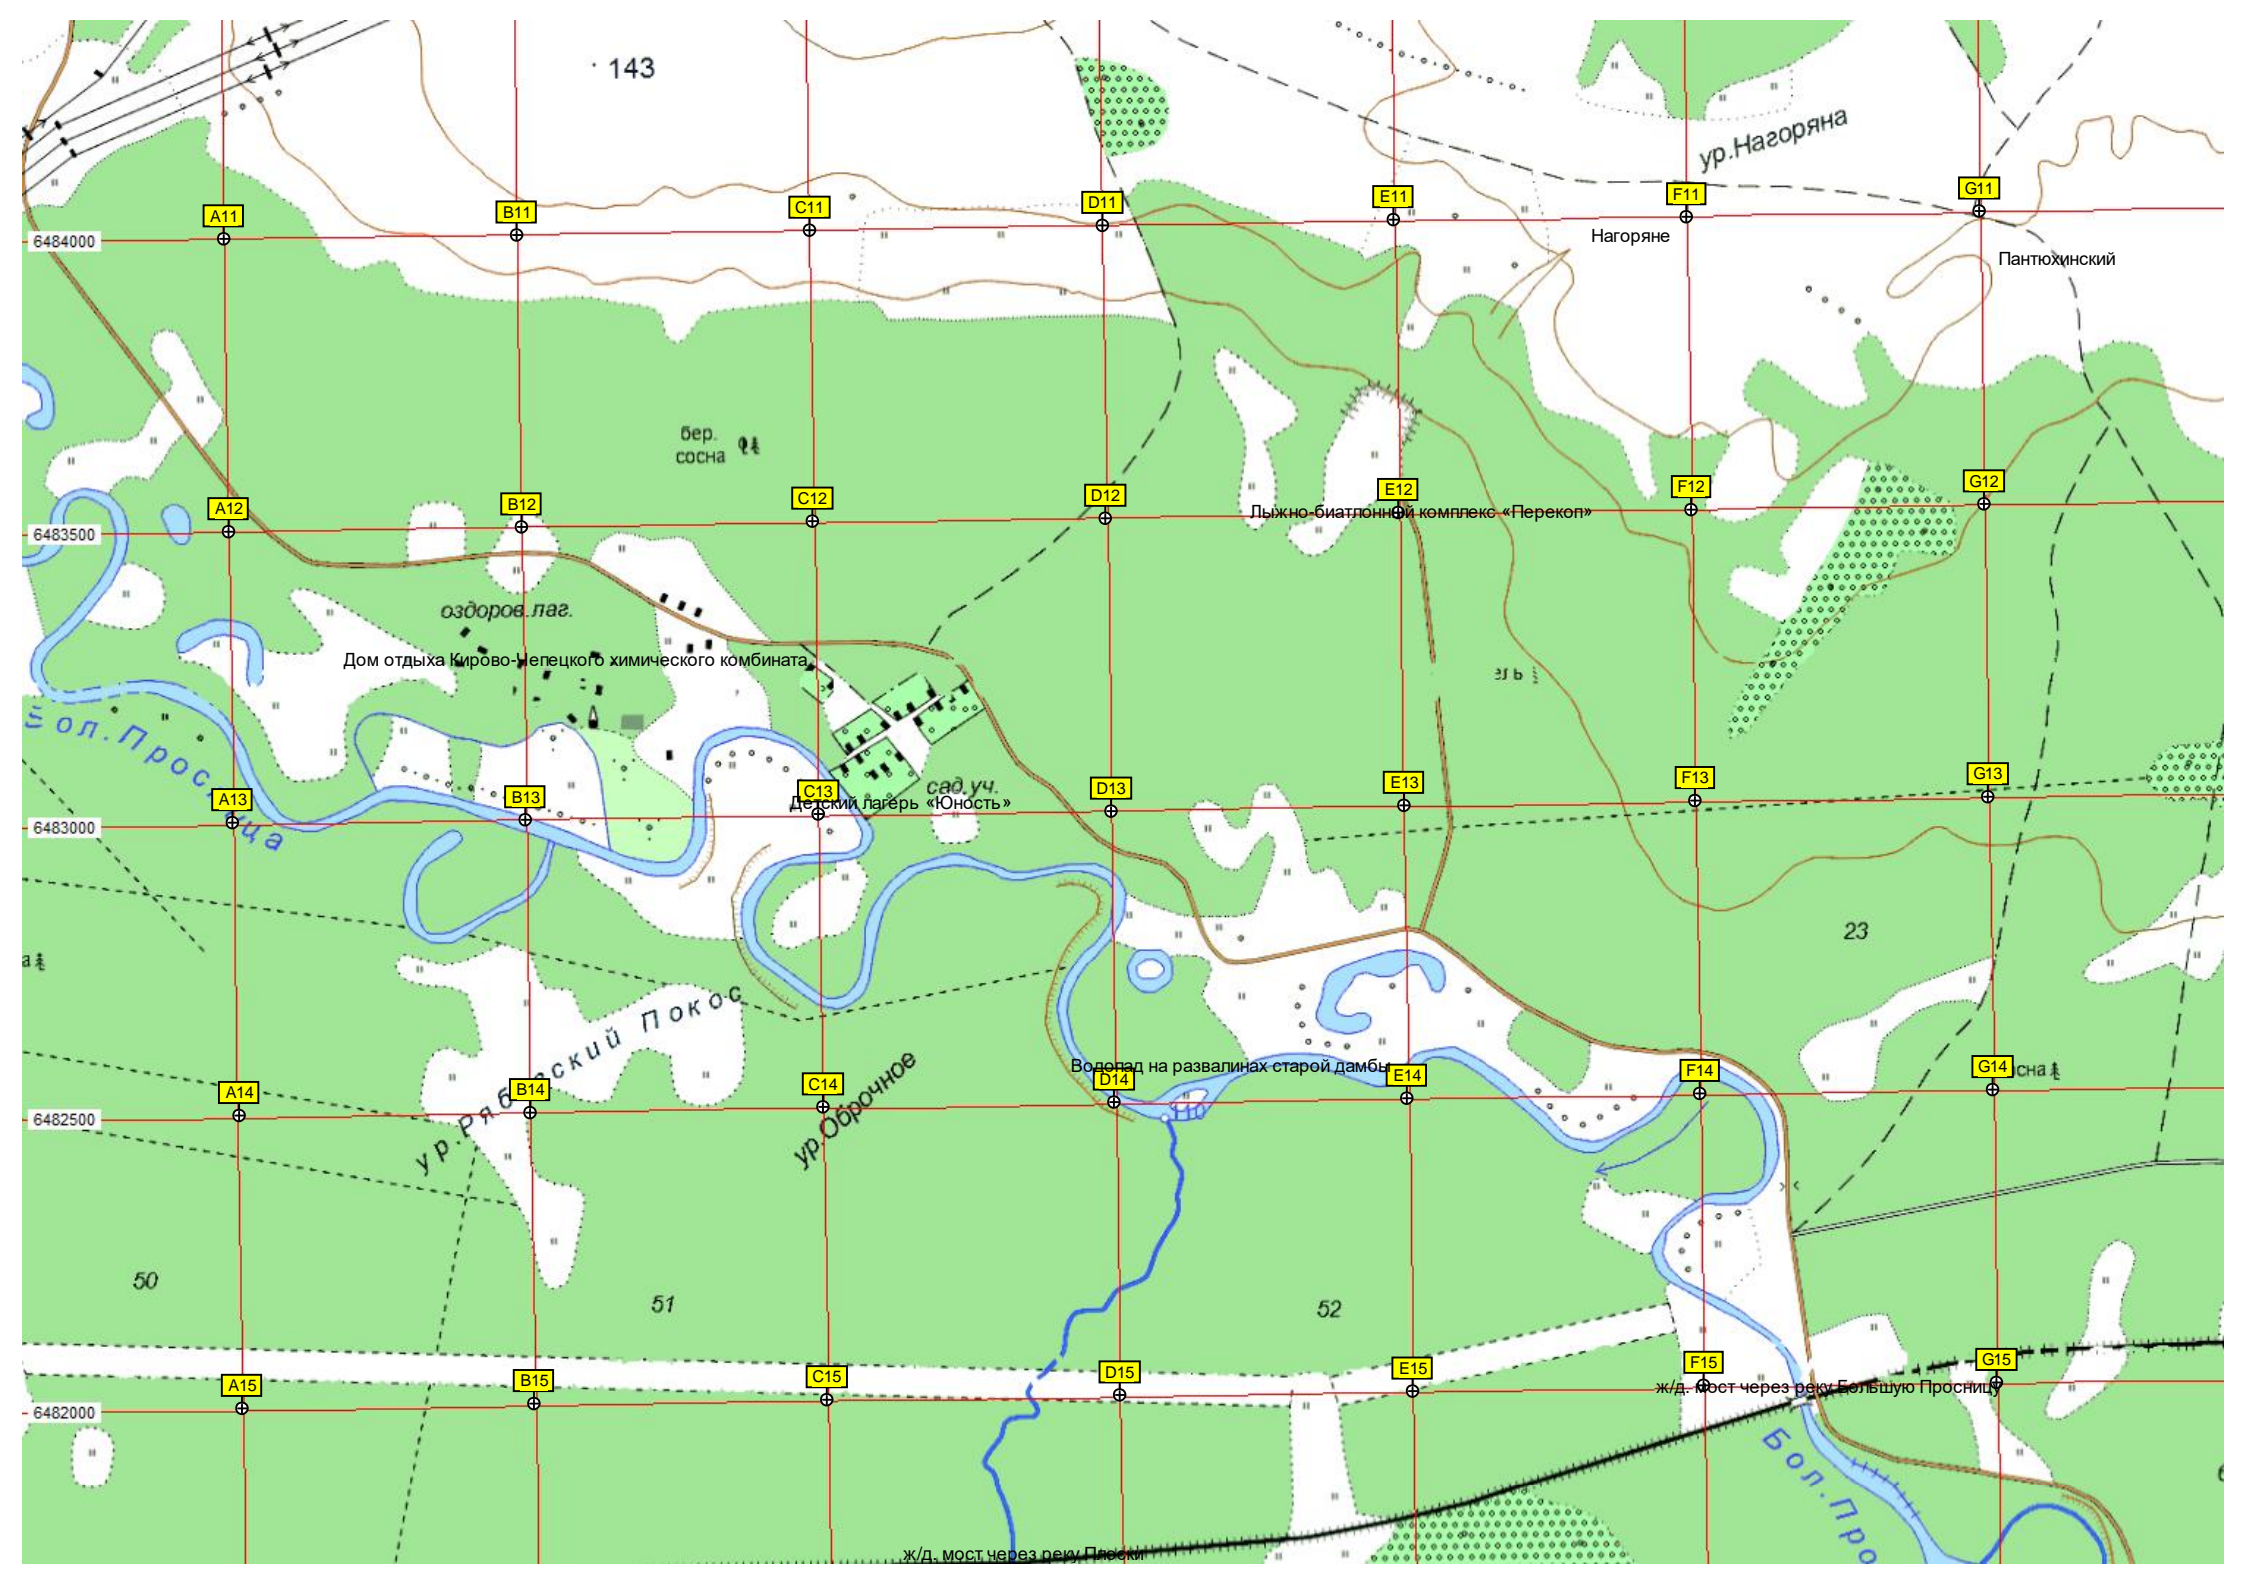 143
ур.Нагоряна
A11
B11
C11
D11
E11
F11
G11
6484000
Нагоряне
Пантюхинский
бер.
сосна
A12
B12
C12
D12
E12
F12
G12
6483500
Лыжно-биатлонный комплекс «Перекоп»
оздоров.лаг.
Дом отдыха Кирово-Чепецкого химического комбината
Бол.Просница
сад.уч.
A13
B13
C13
D13
E13
F13
G13
Детский лагерь «Юность»
6483000
23
ур.Рябовский Покос
ур.Оброчное
Водопад на развалинах старой дамбы
A14
B14
C14
D14
E14
F14
G14
6482500
50
51
52
A15
B15
C15
D15
E15
F15
G15
ж/д. мост через реку Большую Просницу
6482000
Бол.Про
ж/д. мост через реку Плоски